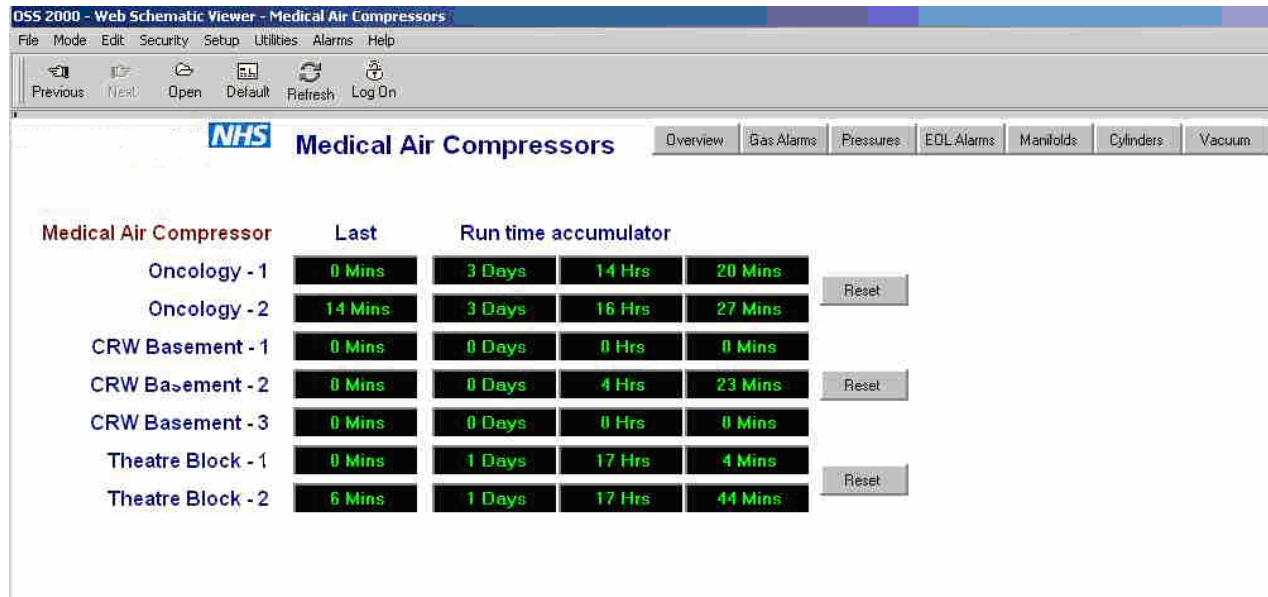 OSS 2000 - Web Schematic Viewer - Medical Air Compressors
File Mode Edit Security Setup Utilities Alarms Help
Previous Next Open Default Refresh Log On
NHS Medical Air Compressors Overview Gas Alarms Pressures EOL Alarms Manifolds Cylinders Vacuum
Medical Air Compressor Last Run time accumulator
Oncology - 1 0 Mins 3 Days 14 Hrs 20 Mins
Reset
Oncology - 2 14 Mins 3 Days 16 Hrs 27 Mins
CRW Basement - 1 0 Mins 0 Days 0 Hrs 0 Mins
CRW Basement - 2 0 Mins 0 Days 4 Hrs 23 Mins Reset
CRW Basement - 3 0 Mins 0 Days 0 Hrs 0 Mins
Theatre Block - 1 0 Mins 1 Days 17 Hrs 4 Mins
Reset
Theatre Block - 2 6 Mins 1 Days 17 Hrs 44 Mins